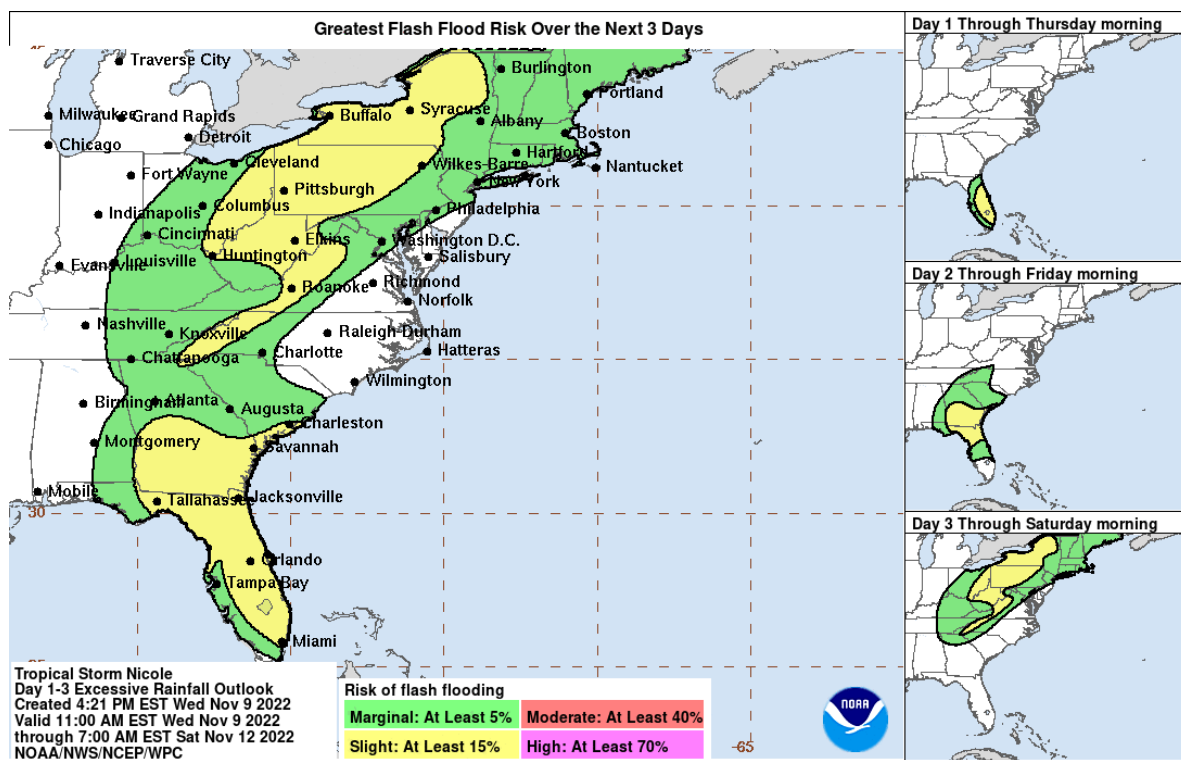 Greatest Flash Flood Risk Over the Next 3 Days
Traverse City
Burlington
Portland
Milwaukee
Grand Rapids
Buffalo
Syracuse
Albany
Boston
Chicago
Detroit
Hartford
Cleveland
Wilkes-Barre
Nantucket
Fort Wayne
New York
Pittsburgh
Indianapolis
Columbus
Philadelphia
Cincinnati
Elkins
Washington D.C.
Evansville
Louisville
Huntington
Salisbury
Roanoke
Richmond
Norfolk
Nashville
Knoxville
Raleigh-Durham
Chattanooga
Charlotte
Hatteras
Wilmington
Birmingham
Atlanta
Augusta
Charleston
Montgomery
Savannah
Mobile
Tallahassee
Jacksonville
30
Orlando
Tampa Bay
Miami
-65
Tropical Storm Nicole
Day 1-3 Excessive Rainfall Outlook
Created 4:21 PM EST Wed Nov 9 2022
Valid 11:00 AM EST Wed Nov 9 2022
through 7:00 AM EST Sat Nov 12 2022
NOAA/NWS/NCEP/WPC
Risk of flash flooding
Marginal: At Least 5%
Moderate: At Least 40%
Slight: At Least 15%
High: At Least 70%
NOAA
Day 1 Through Thursday morning
Day 2 Through Friday morning
Day 3 Through Saturday morning